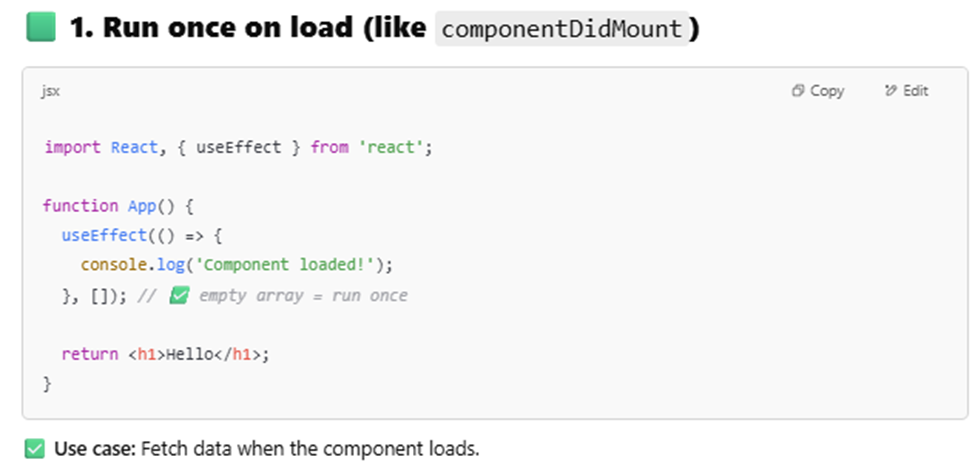 1. Run once on load (like componentDidMount)
jsx
Copy
Edit
import React, { useEffect } from 'react';
function App() {
useEffect(() => {
console.log('Component loaded!');
}, []); // ✅ empty array = run once
return <h1>Hello</h1>;
}
✅ Use case: Fetch data when the component loads.